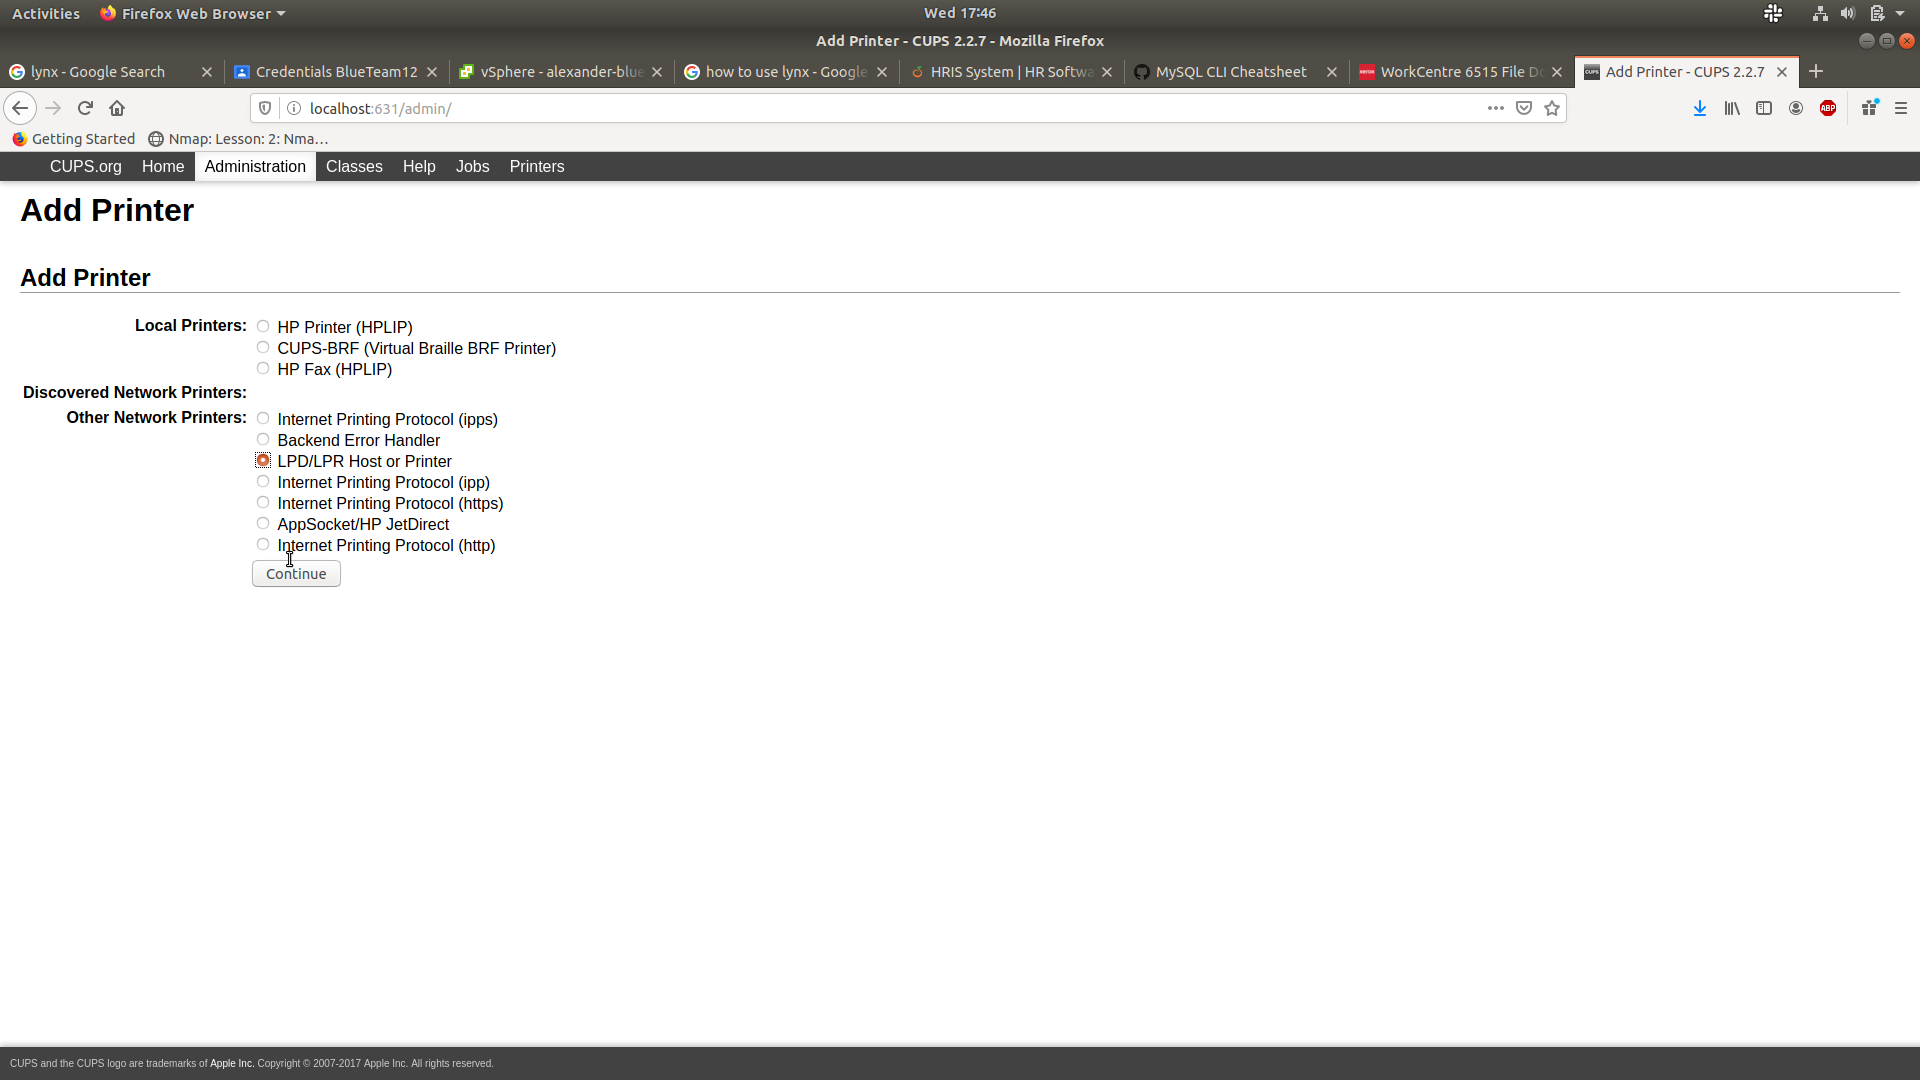 Activities Firefox Web Browser Wed 17:46
Add Printer - CUPS 2.2.7 - Mozilla Firefox
lynx - Google Search Credentials BlueTeam12 vSphere - alexander-blue how to use lynx - Google HRIS System | HR Softwa MySQL CLI Cheatsheet WorkCentre 6515 File Do CUPS Add Printer - CUPS 2.2.7
localhost:631/admin/ ABP
Getting Started Nmap: Lesson: 2: Nma...
CUPS.org Home Administration Classes Help Jobs Printers
Add Printer
Add Printer
Local Printers: HP Printer (HPLIP)
CUPS-BRF (Virtual Braille BRF Printer)
HP Fax (HPLIP)
Discovered Network Printers:
Other Network Printers: Internet Printing Protocol (ipps)
Backend Error Handler
LPD/LPR Host or Printer
Internet Printing Protocol (ipp)
Internet Printing Protocol (https)
AppSocket/HP JetDirect
Internet Printing Protocol (http)
Continue
CUPS and the CUPS logo are trademarks of Apple Inc. Copyright © 2007-2017 Apple Inc. All rights reserved.